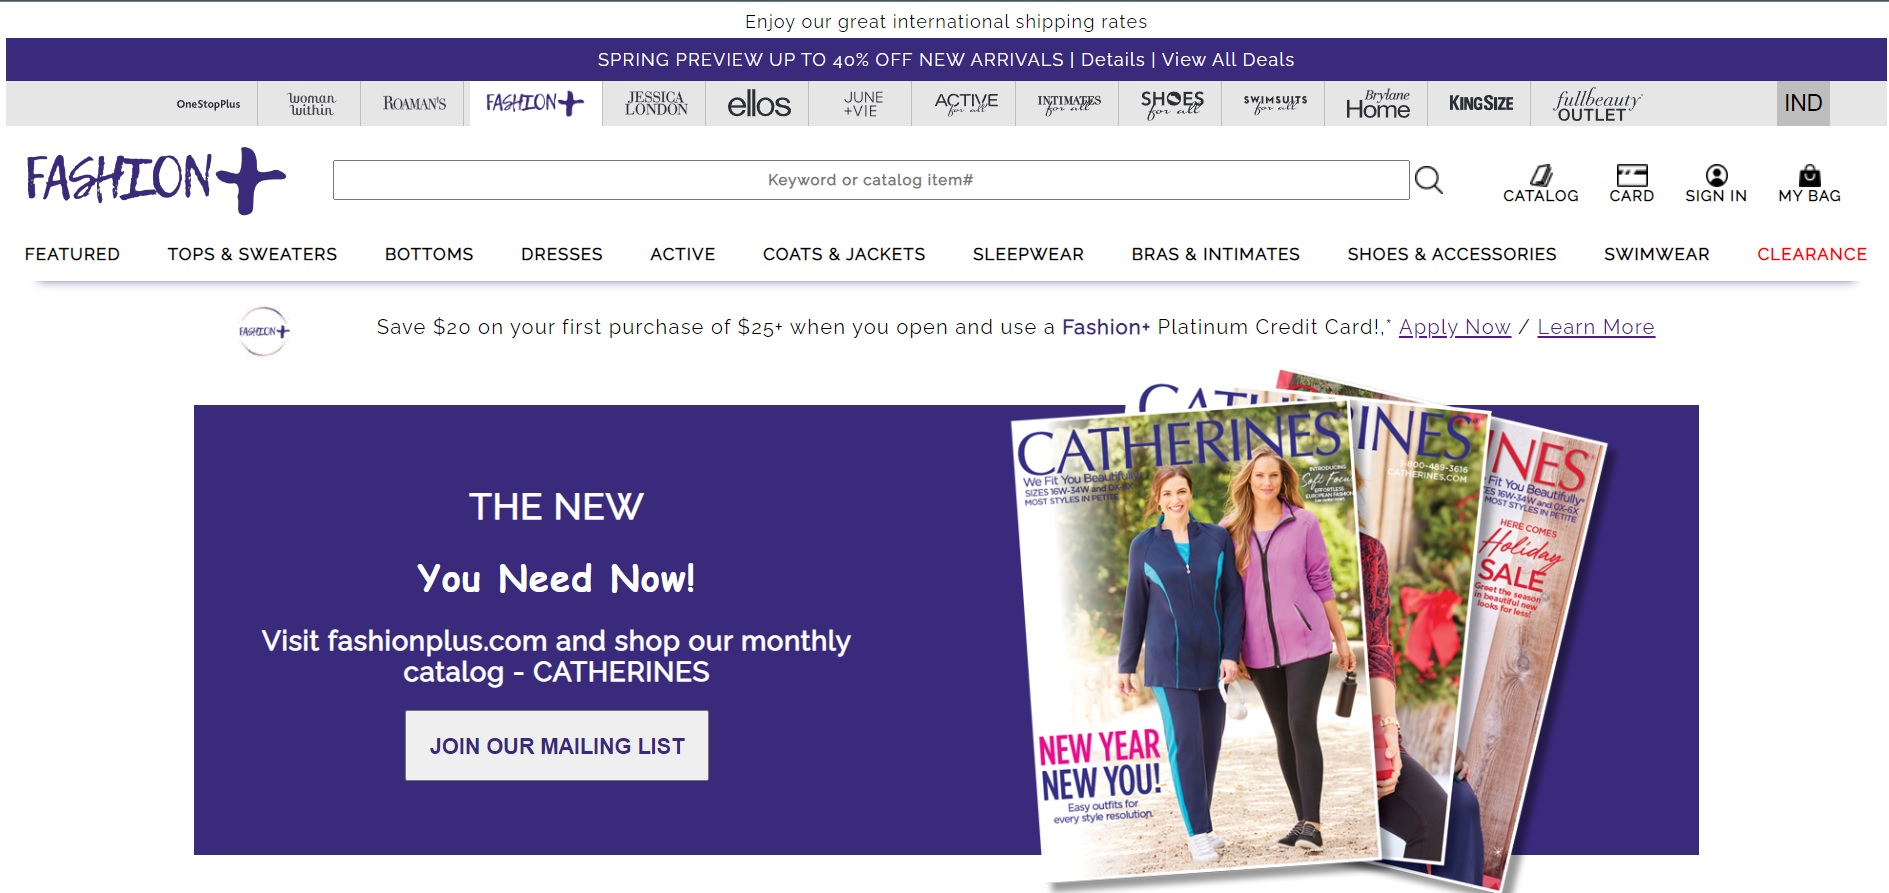 Enjoy our great international shipping rates
SPRING PREVIEW UP TO 40% OFF NEW ARRIVALS | Details | View All Deals
OneStopPlus
woman within
ROAMAN'S
FASHION+
JESSICA LONDON
ellos
JUNE +VIE
ACTIVE for all
INTIMATES for all
SHOES for all
SWIMSUITS for all
Brylane Home
KINGSIZE
fullbeauty OUTLET
IND
FASHION+
Keyword or catalog item#
CATALOG
CARD
SIGN IN
MY BAG
FEATURED
TOPS & SWEATERS
BOTTOMS
DRESSES
ACTIVE
COATS & JACKETS
SLEEPWEAR
BRAS & INTIMATES
SHOES & ACCESSORIES
SWIMWEAR
CLEARANCE
FASHION+
Save $20 on your first purchase of $25+ when you open and use a Fashion+ Platinum Credit Card!,* Apply Now / Learn More
THE NEW
You Need Now!
Visit fashionplus.com and shop our monthly
catalog - CATHERINES
JOIN OUR MAILING LIST
CATHERINES
We Fit You Beautifully
SIZES 16W-34W and 0X-6X
MOST STYLES IN PETITE
INTRODUCING
Soft Focus
EFFORTLESS
EUROPEAN FASHION
NEW YEAR
NEW YOU!
Easy outfits for
every style resolution.
CATH
INES
1-800-489-3616
CATHERINES.COM
INES
Fit You Beautifully
ZES 16W-34W and 0X-6X
MOST STYLES IN PETITE
HERE COMES
Holiday
SALE
Greet the season
in beautiful new
looks for less!